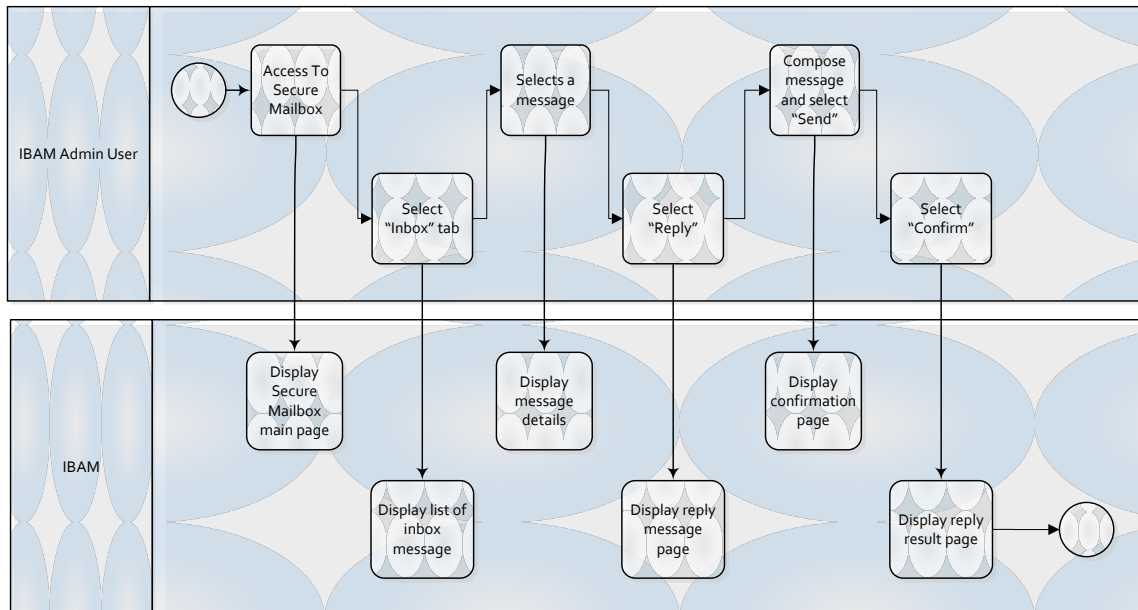 IBAM Admin User
Access To
Secure
Mailbox
Select
“Inbox” tab
Selects a
message
Select
“Reply”
Compose
message
and select
“Send”
Select
“Confirm”
IBAM
Display
Secure
Mailbox
main page
Display list of
inbox
message
Display
message
details
Display reply
message
page
Display
confirmation
page
Display reply
result page